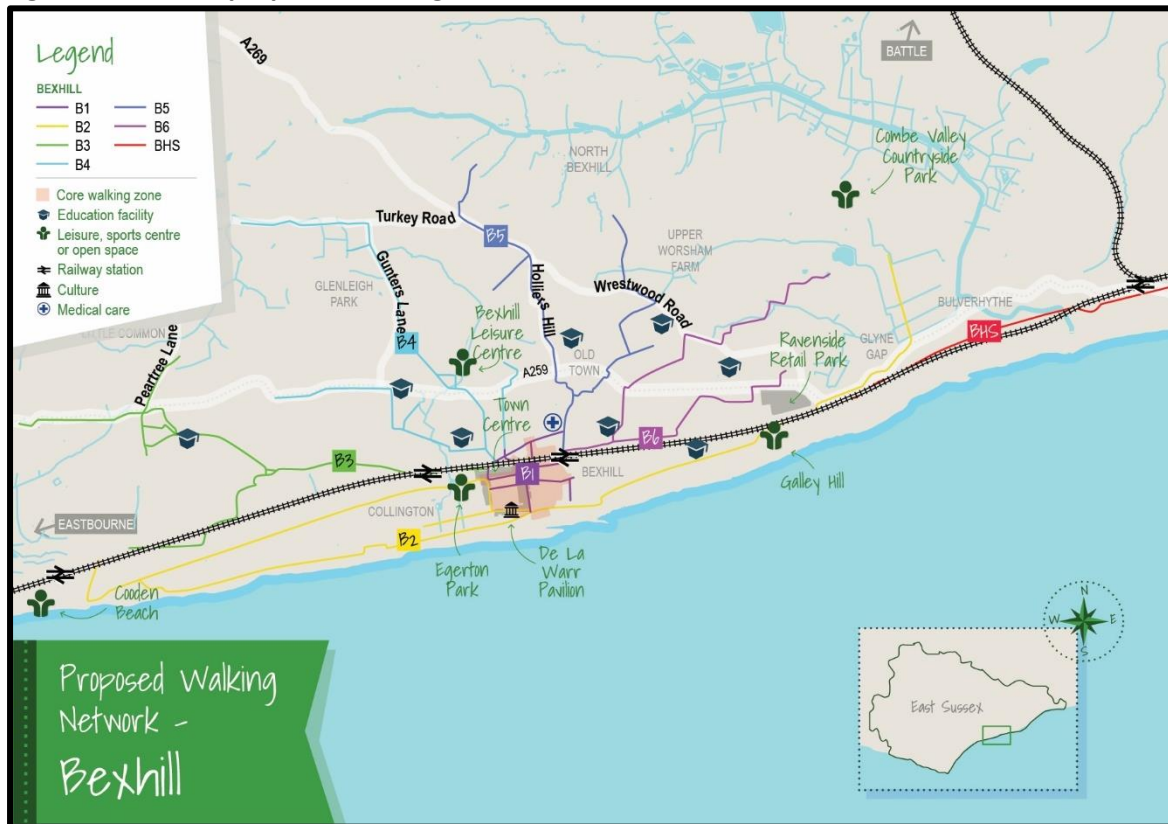 Legend
BEXHILL
B1
B2
B3
B4
B5
B6
BHS
Core walking zone
Education facility
Leisure, sports centre
or open space
Railway station
Culture
Medical care
A269
BATTLE
Combe Valley
Countryside
Park
NORTH
BEXHILL
Turkey Road
B5
UPPER
WORSHAM
FARM
GLENLEIGH
PARK
Gunters Lane
Holliers Hill
Wrestwood Road
BULVERHYTHE
COMMON
Peartree Lane
B4
Bexhill
Leisure
Centre
BHS
GLYNE
GAP
Ravenside
Retail Park
OLD
TOWN
A259
Town
Centre
B6
B3
B1
BEXHILL
Galley Hill
COLLINGTON
EASTBOURNE
B2
Egerton
Park
De La
Warr
Pavilion
Cooden
Beach
N
W
E
S
East Sussex
Proposed Walking
Network -
Bexhill